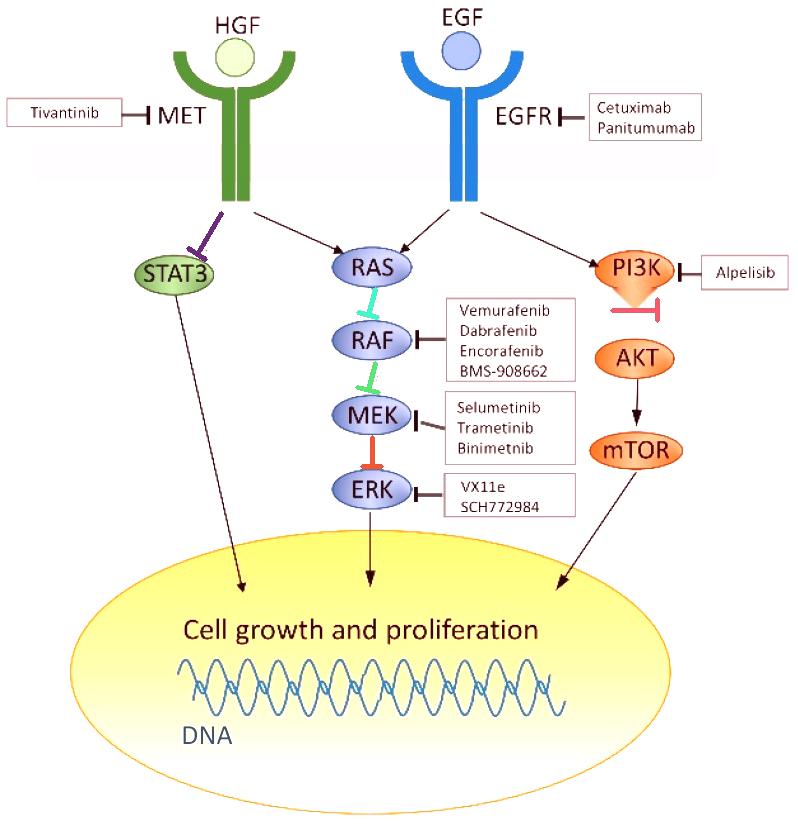 HGF
EGF
Tivantinib
MET
EGFR
Cetuximab
Panitumumab
STAT3
RAS
PI3K
Alpelisib
RAF
Vemurafenib
Dabrafenib
Encorafenib
BMS-908662
AKT
MEK
Selumetinib
Trametinib
Binimetnib
mTOR
ERK
VX11e
SCH772984
Cell growth and proliferation
DNA